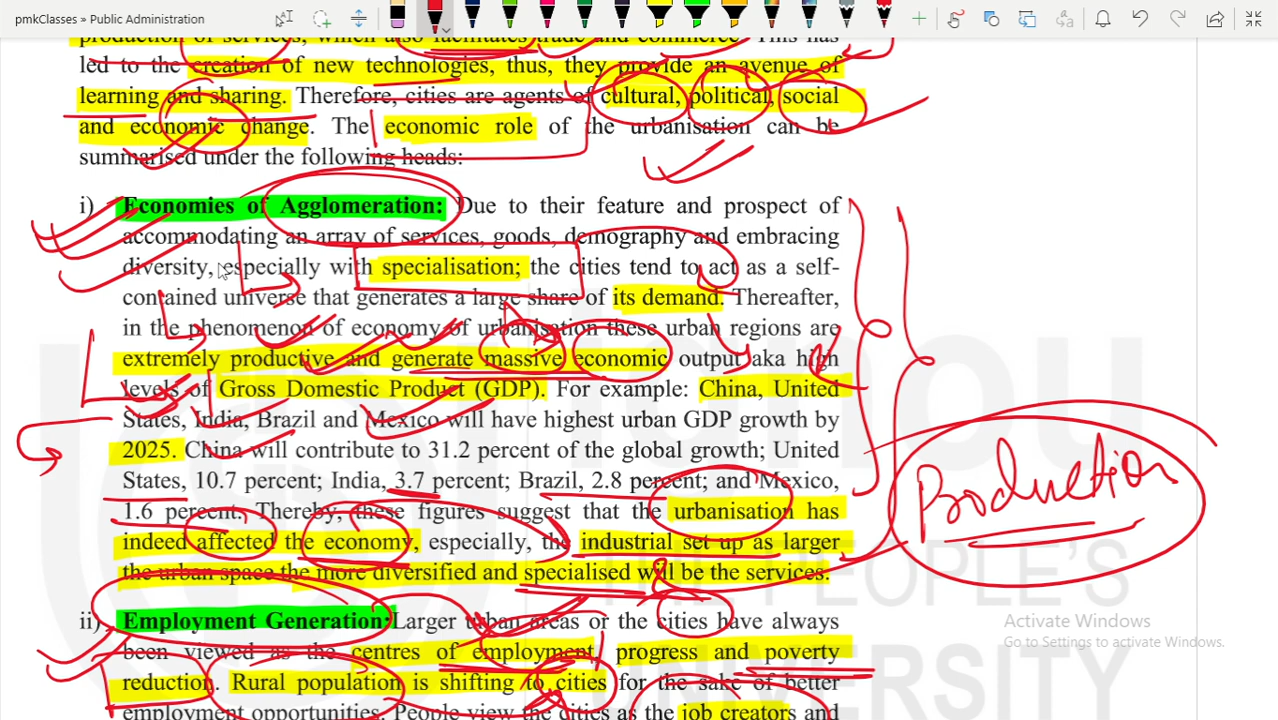 pmkClasses » Public Administration
production of services, which also facilitates trade and commerce. This has
led to the creation of new technologies, thus, they provide an avenue of
learning and sharing. Therefore, cities are agents of cultural, political, social
and economic change. The economic role of the urbanisation can be
summarised under the following heads:
i) Economies of Agglomeration: Due to their feature and prospect of
accommodating an array of services, goods, demography and embracing
diversity, especially with specialisation; the cities tend to act as a self-
contained universe that generates a large share of its demand. Thereafter,
in the phenomenon of economy of urbanisation these urban regions are
extremely productive and generate massive economic output aka high
levels of Gross Domestic Product (GDP). For example: China, United
States, India, Brazil and Mexico will have highest urban GDP growth by
2025. China will contribute to 31.2 percent of the global growth; United
States, 10.7 percent; India, 3.7 percent; Brazil, 2.8 percent; and Mexico,
1.6 percent. Thereby, these figures suggest that the urbanisation has
indeed affected the economy, especially, the industrial set up as larger
the urban space the more diversified and specialised will be the services.
Production
ii) Employment Generation: Larger urban areas or the cities have always
been viewed as the centres of employment, progress and poverty
reduction. Rural population is shifting to cities for the sake of better
employment opportunities. People view the cities as the job creators and
ignou
THE PEOPLE'S
UNIVERSITY
Activate Windows
Go to Settings to activate Windows.